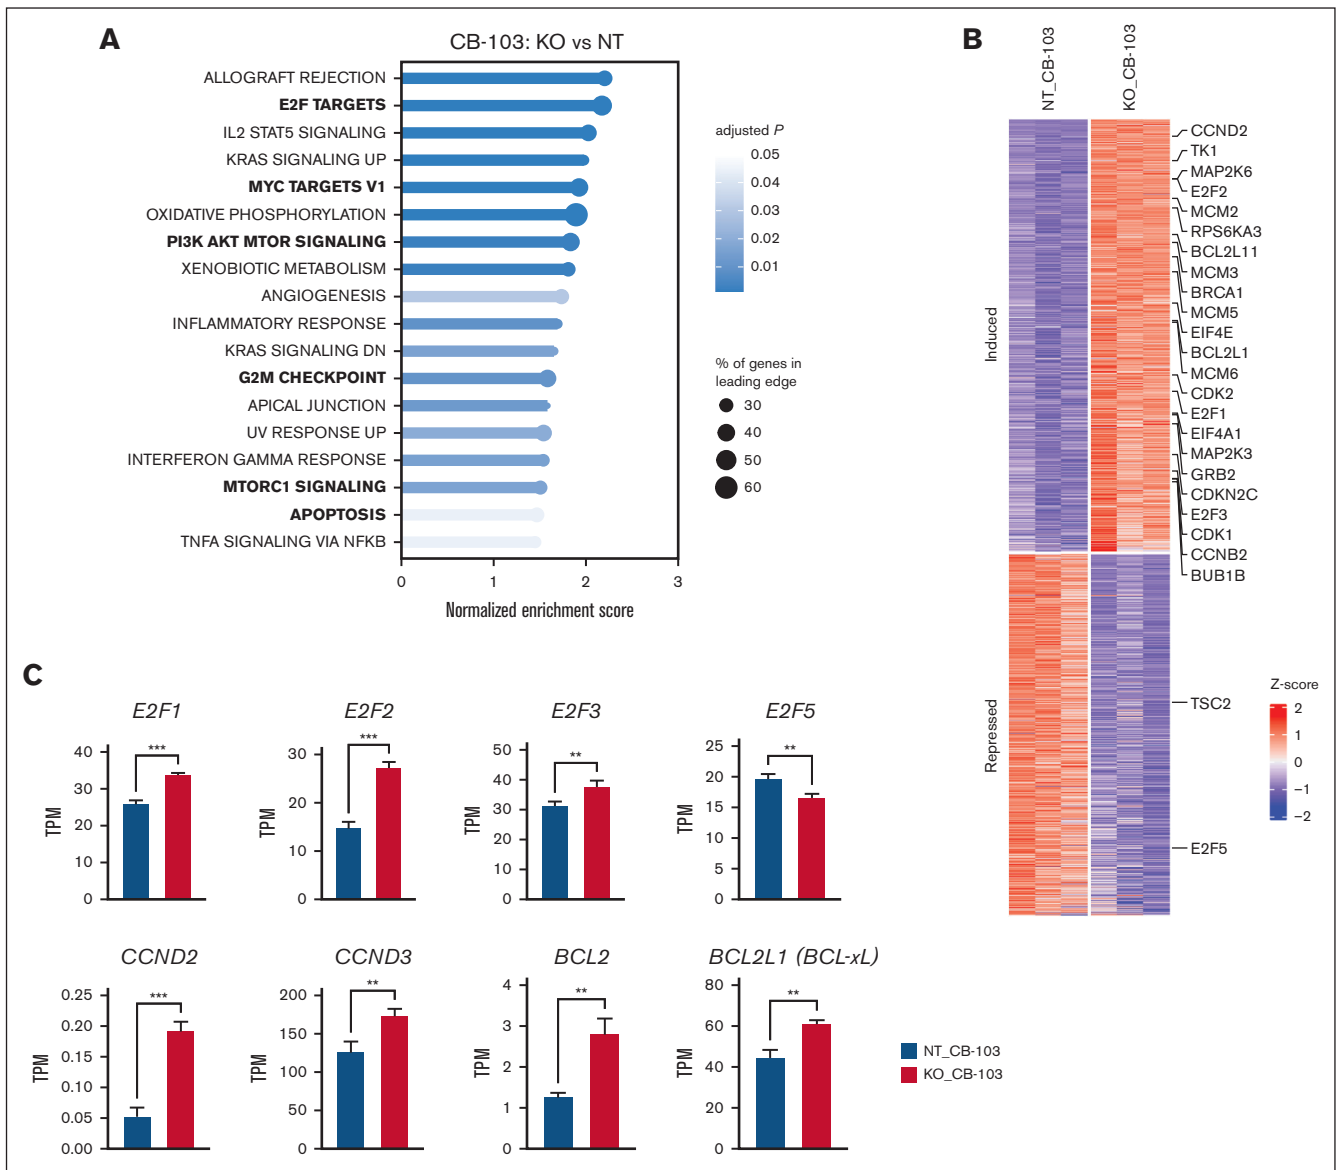 A
CB-103: KO vs NT
ALLOGRAFT REJECTION
E2F TARGETS
IL2 STAT5 SIGNALING
KRAS SIGNALING UP
MYC TARGETS V1
OXIDATIVE PHOSPHORYLATION
PI3K AKT MTOR SIGNALING
XENOBIOTIC METABOLISM
ANGIOGENESIS
INFLAMMATORY RESPONSE
KRAS SIGNALING DN
G2M CHECKPOINT
APICAL JUNCTION
UV RESPONSE UP
INTERFERON GAMMA RESPONSE
MTORC1 SIGNALING
APOPTOSIS
TNFA SIGNALING VIA NFKB
0 1 2 3
Normalized enrichment score
adjusted P
0.05
0.04
0.03
0.02
0.01
% of genes in
leading edge
30
40
50
60
B
NT_CB-103
KO_CB-103
Induced
Repressed
CCND2
TK1
MAP2K6
E2F2
MCM2
RPS6KA3
BCL2L11
MCM3
BRCA1
MCM5
EIF4E
BCL2L1
MCM6
CDK2
E2F1
EIF4A1
MAP2K3
GRB2
CDKN2C
E2F3
CDK1
CCNB2
BUB1B
TSC2
E2F5
Z-score
2
1
0
−1
−2
C
E2F1
TPM
40
30
20
10
0
***
E2F2
TPM
30
20
10
0
***
E2F3
TPM
50
40
30
20
10
0
**
E2F5
TPM
25
20
15
10
5
0
**
CCND2
TPM
0.25
0.20
0.15
0.10
0.05
0.00
***
CCND3
TPM
200
150
100
50
0
**
BCL2
TPM
4
3
2
1
0
**
BCL2L1 (BCL-xL)
TPM
80
60
40
20
0
**
NT_CB-103
KO_CB-103